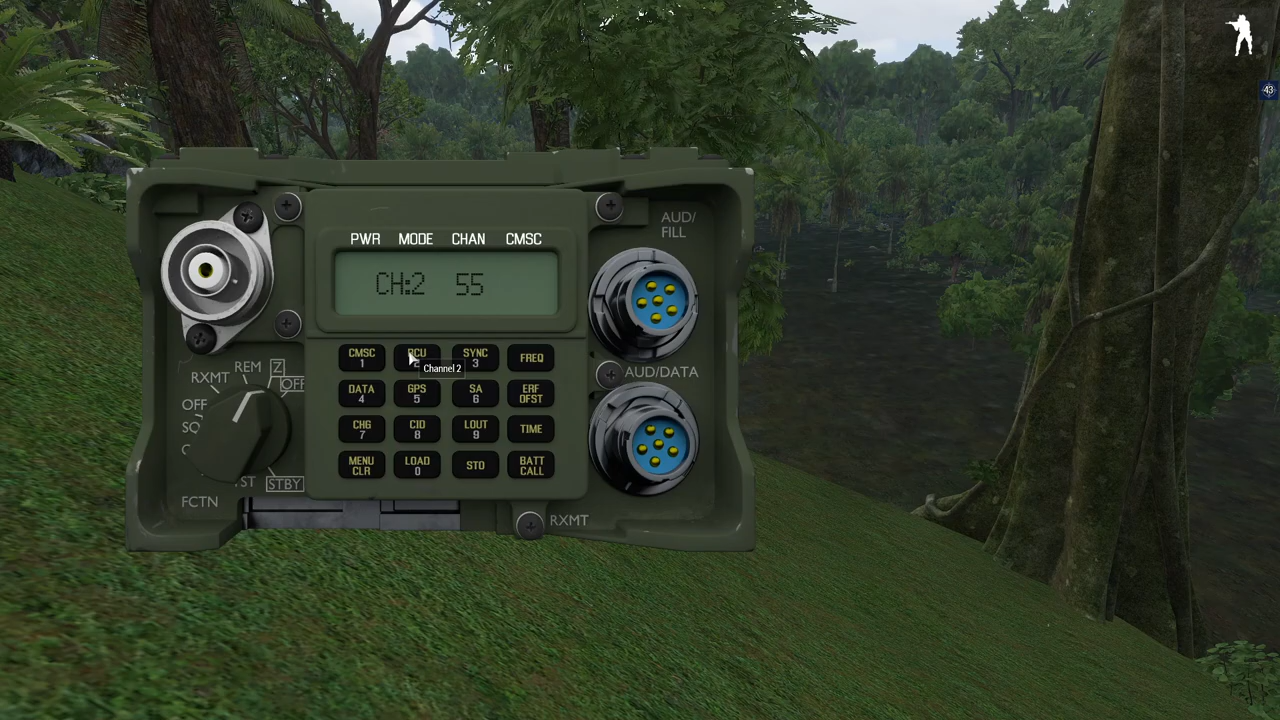 43
AUD/
FILL
PWR MODE CHAN CMSC
CH:2 55
CMSC
1
2
SYNC
3
FREQ
Channel 2
DATA
4
GPS
5
SA
6
ERF
OFST
CHG
7
CID
8
LOUT
9
TIME
MENU
CLR
LOAD
0
STO
BATT
CALL
REM
Z
OFF
RXMT
OFF
SQ
STBY
FCTN
AUD/DATA
RXMT